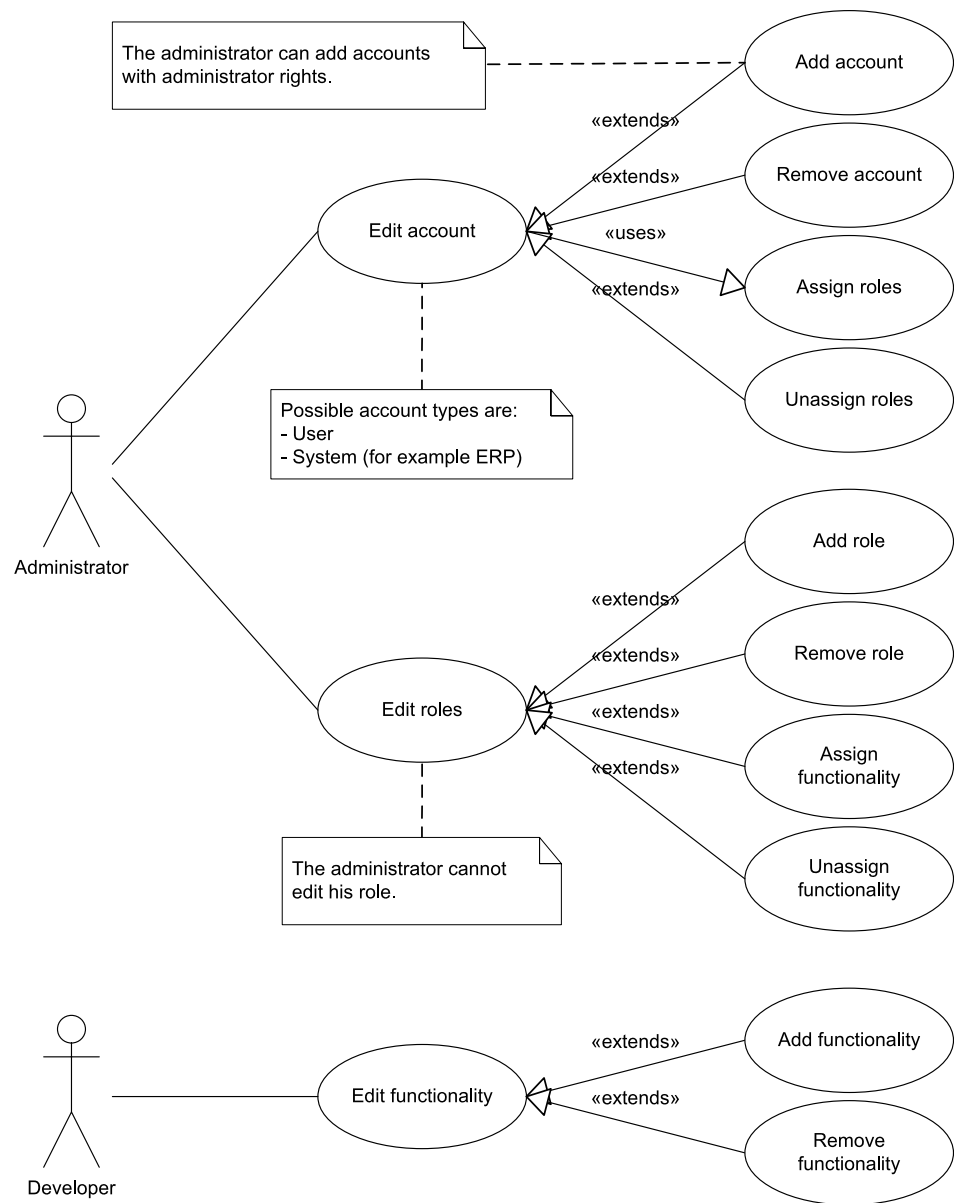 The administrator can add accounts
with administrator rights.
Add account
«extends»
«extends»
Remove account
Edit account
«uses»
«extends»
Assign roles
Unassign roles
Possible account types are:
- User
- System (for example ERP)
Administrator
Add role
«extends»
«extends»
Remove role
Edit roles
«extends»
«extends»
Assign
functionality
The administrator cannot
edit his role.
Unassign
functionality
Add functionality
«extends»
Edit functionality
«extends»
Remove
functionality
Developer